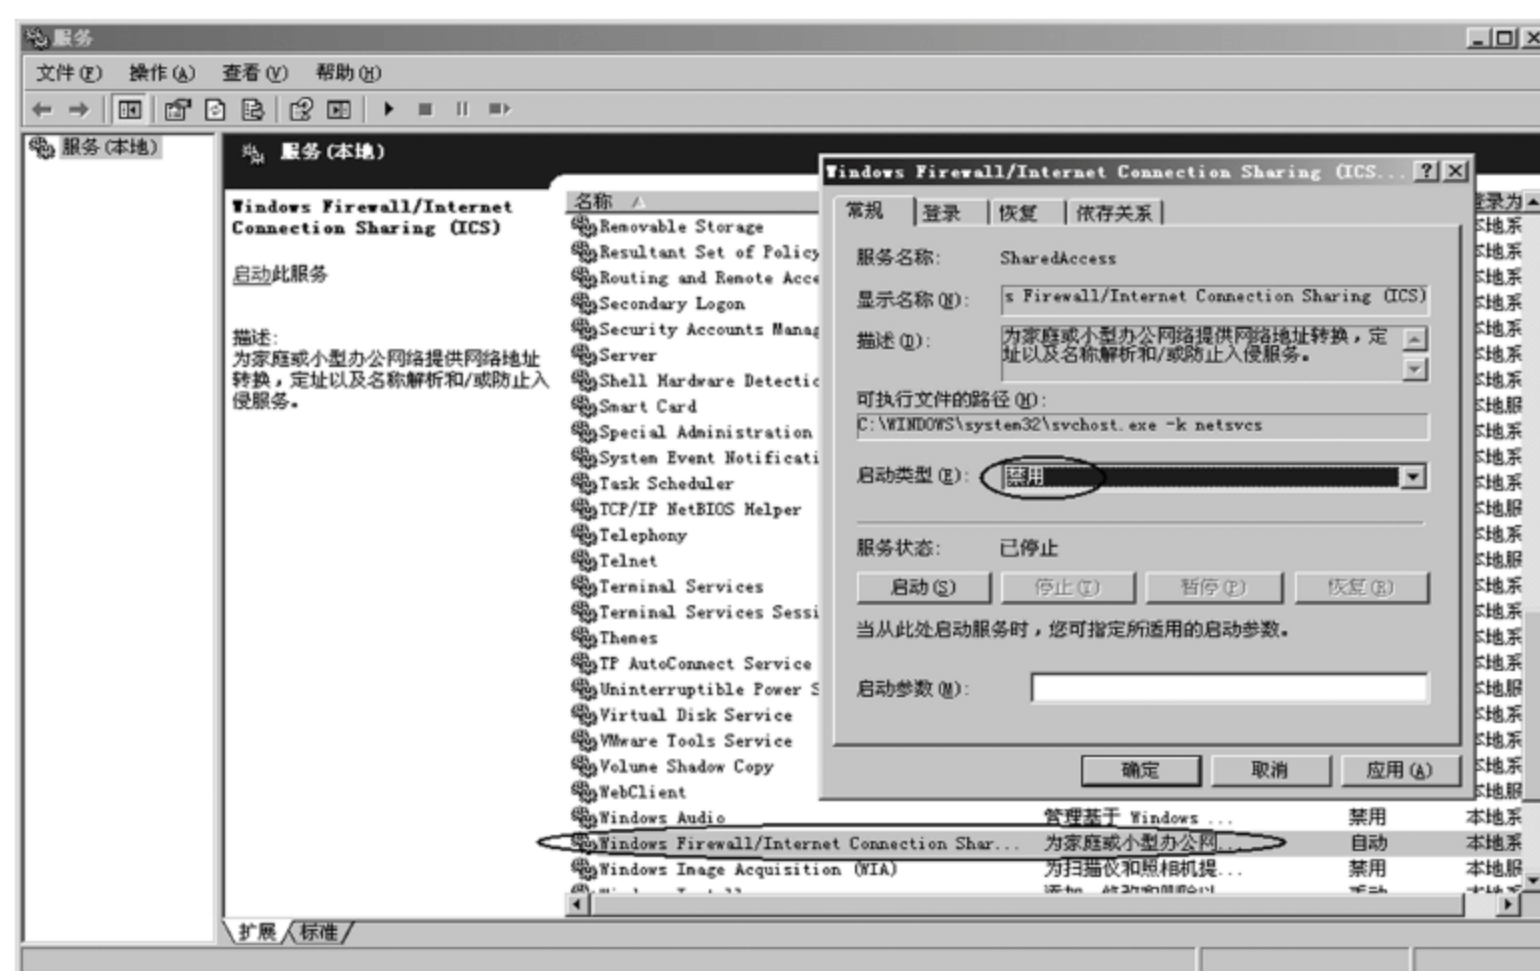 服务
文件(F) 操作(A) 查看(V) 帮助(H)
服务(本地)
服务(本地)
Windows Firewall/Internet
Connection Sharing (ICS)
启动此服务
描述:
为家庭或小型办公网络提供网络地址
转换，定址以及名称解析和/或防止入
侵服务。
名称
Removable Storage
Resultant Set of Policy
Routing and Remote Acce
Secondary Logon
Security Accounts Manag
Server
Shell Hardware Detectic
Smart Card
Special Administration
System Event Notificati
Task Scheduler
TCP/IP NetBIOS Helper
Telephony
Telnet
Terminal Services
Terminal Services Sessi
Themes
TP AutoConnect Service
Uninterruptible Power S
Virtual Disk Service
VMware Tools Service
Volume Shadow Copy
WebClient
Windows Audio 管理基于 Windows ... 禁用 本地系
Windows Firewall/Internet Connection Shar... 为家庭或小型办公网... 自动 本地系
Windows Image Acquisition (WIA) 为扫描仪和照相机提... 禁用 本地服
Windows Firewall/Internet Connection Sharing (ICS...
常规 登录 恢复 依存关系
服务名称: SharedAccess
显示名称(N): s Firewall/Internet Connection Sharing (ICS)
描述(D): 为家庭或小型办公网络提供网络地址转换，定
址以及名称解析和/或防止入侵服务。
可执行文件的路径(H):
C:\WINDOWS\system32\svchost.exe -k netsvcs
启动类型(E): 禁用
服务状态: 已停止
启动(S) 停止(T) 暂停(P) 恢复(R)
当从此处启动服务时，您可指定所适用的启动参数。
启动参数(M):
确定 取消 应用(A)
扩展 标准